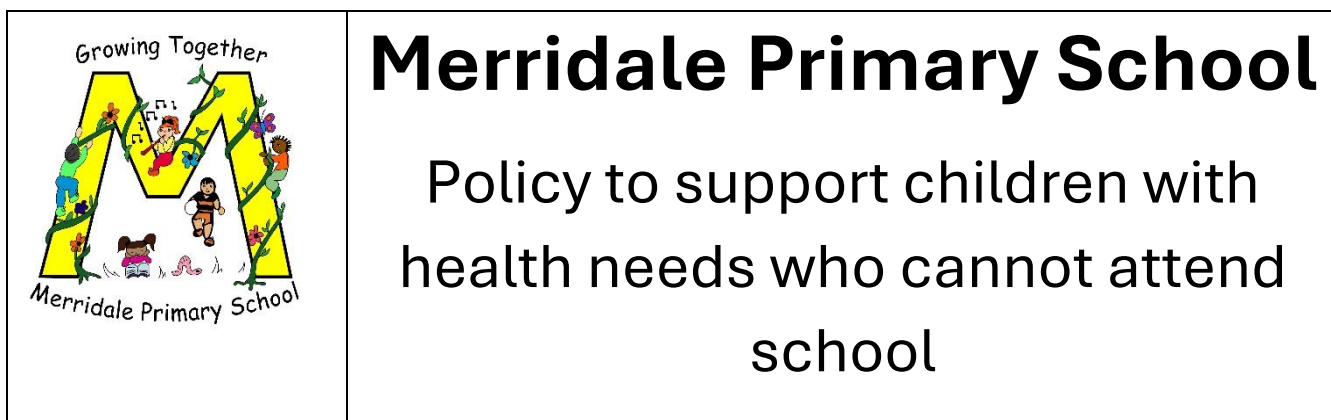 Growing Together
Merridale Primary School
Merridale Primary School
Policy to support children with
health needs who cannot attend
school